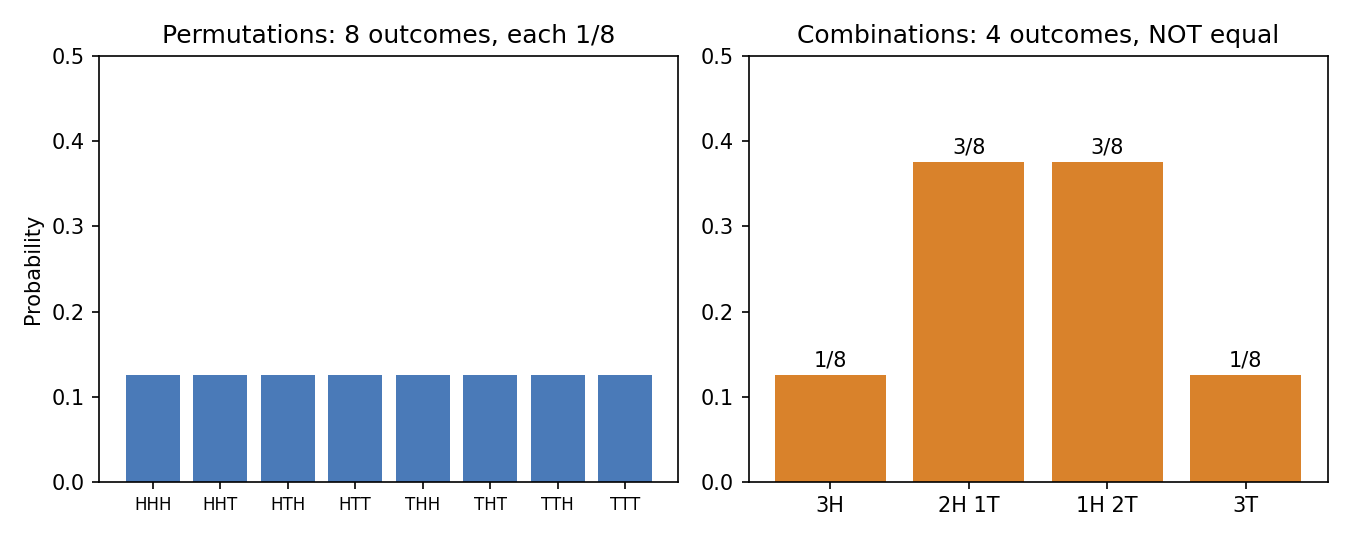 Permutations: 8 outcomes, each 1/8
Probability
0.5
0.4
0.3
0.2
0.1
0.0
HHH HHT HTH HTT THH THT TTH TTT
Combinations: 4 outcomes, NOT equal
0.5
0.4
0.3
0.2
0.1
0.0
1/8 3/8 3/8 1/8
3H 2H 1T 1H 2T 3T